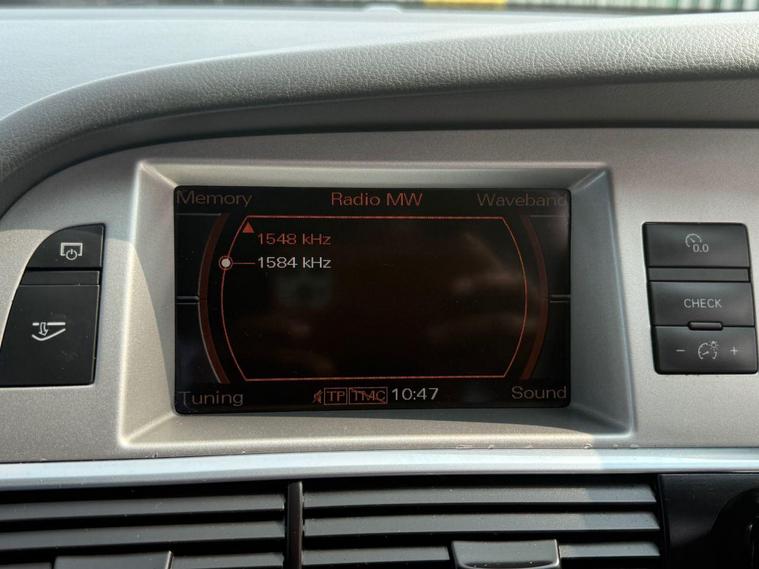 Memory Radio MW Waveband
1548 kHz
1584 kHz
Tuning TP TMC 10:47 Sound
0.0
CHECK
- +